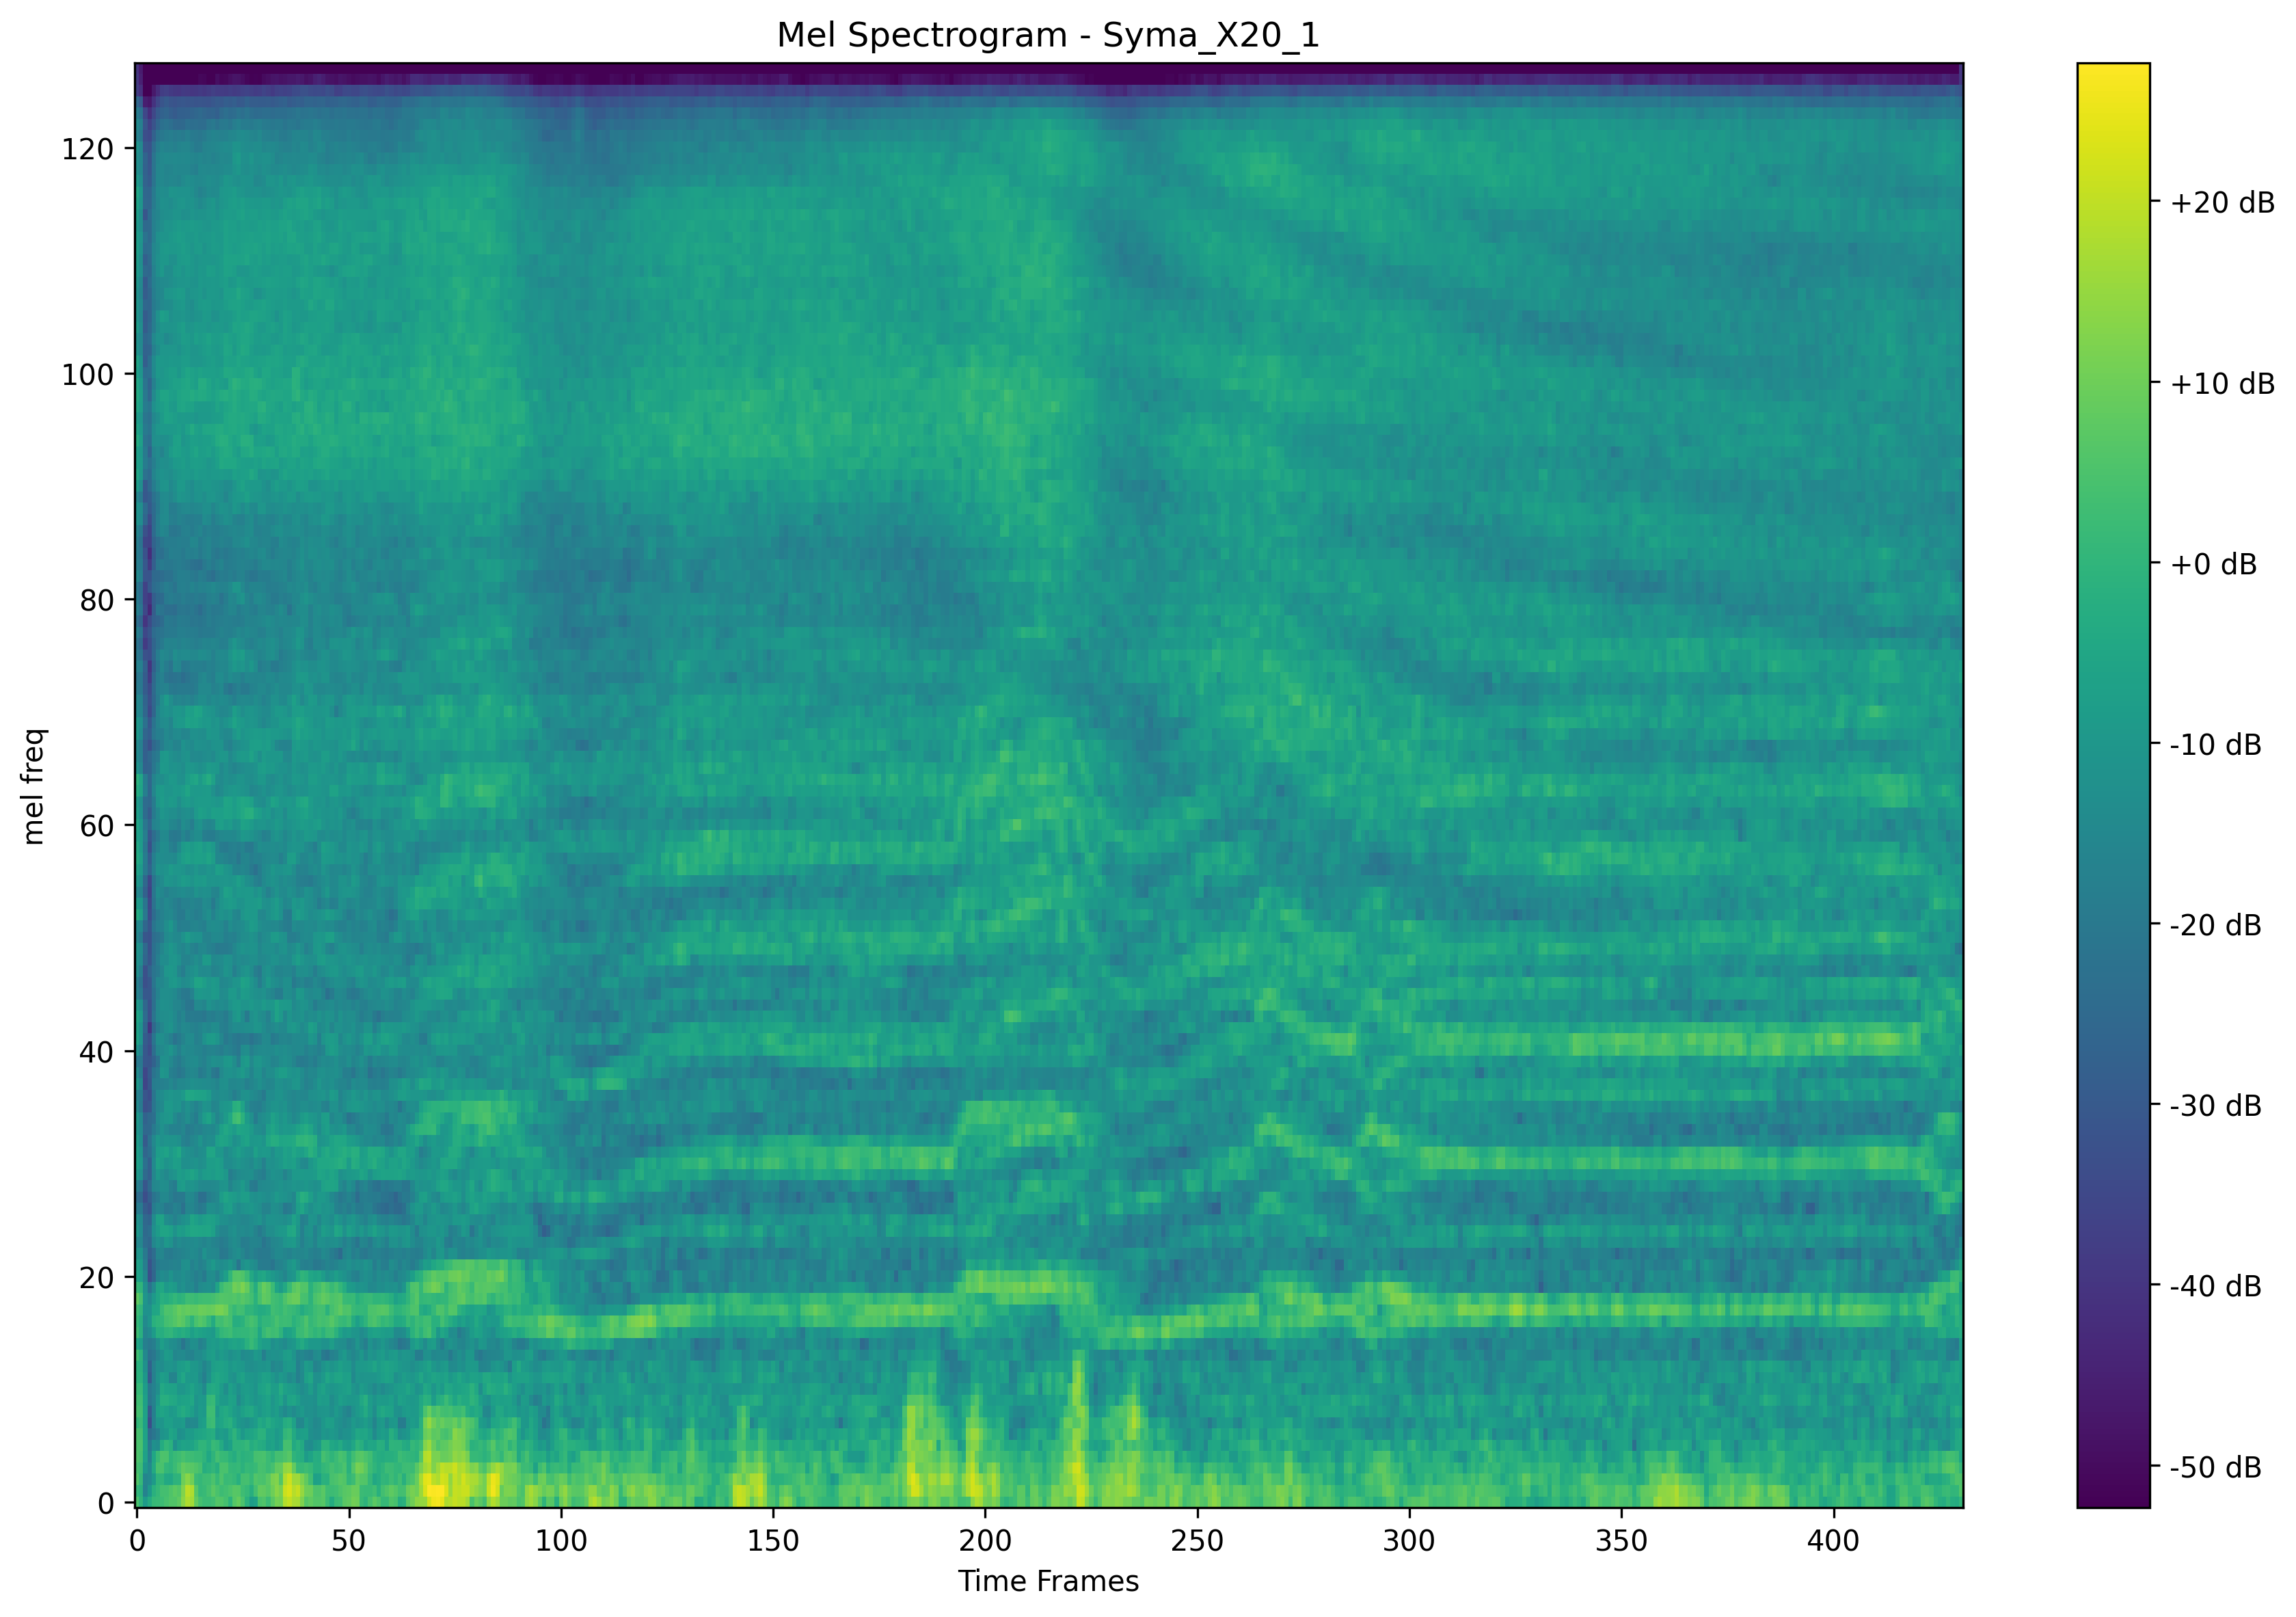 Mel Spectrogram - Syma_X20_1
mel freq
120
100
80
60
40
20
0
0 50 100 150 200 250 300 350 400
Time Frames
+20 dB
+10 dB
+0 dB
-10 dB
-20 dB
-30 dB
-40 dB
-50 dB